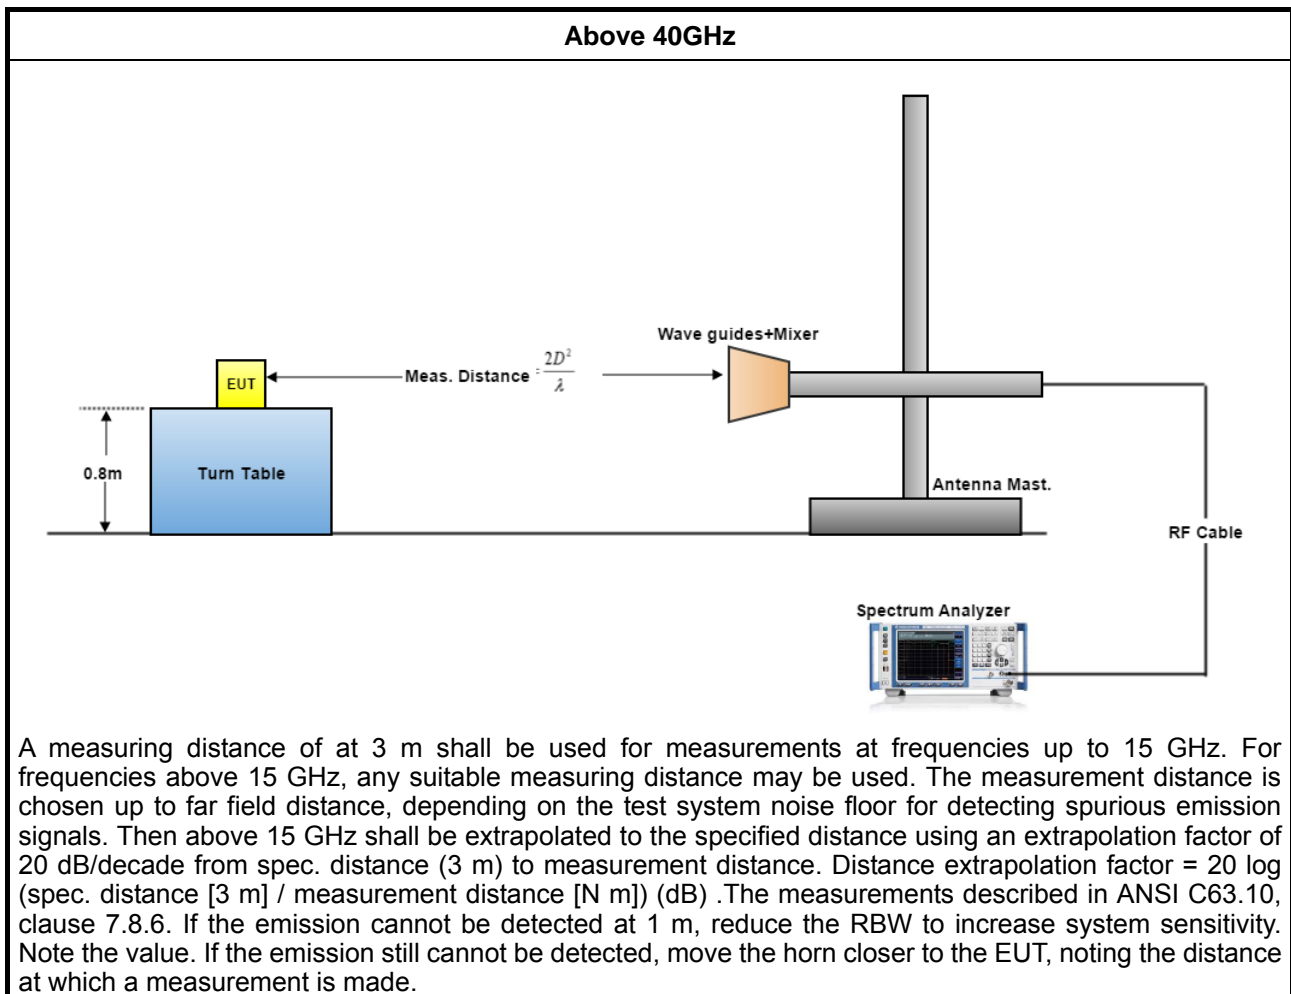 Above 40GHz
Wave guides+Mixer
EUT
Meas. Distance = 2D² / λ
0.8m
Turn Table
Antenna Mast.
RF Cable
Spectrum Analyzer
A measuring distance of at 3 m shall be used for measurements at frequencies up to 15 GHz. For
frequencies above 15 GHz, any suitable measuring distance may be used. The measurement distance is
chosen up to far field distance, depending on the test system noise floor for detecting spurious emission
signals. Then above 15 GHz shall be extrapolated to the specified distance using an extrapolation factor of
20 dB/decade from spec. distance (3 m) to measurement distance. Distance extrapolation factor = 20 log
(spec. distance [3 m] / measurement distance [N m]) (dB) .The measurements described in ANSI C63.10,
clause 7.8.6. If the emission cannot be detected at 1 m, reduce the RBW to increase system sensitivity.
Note the value. If the emission still cannot be detected, move the horn closer to the EUT, noting the distance
at which a measurement is made.